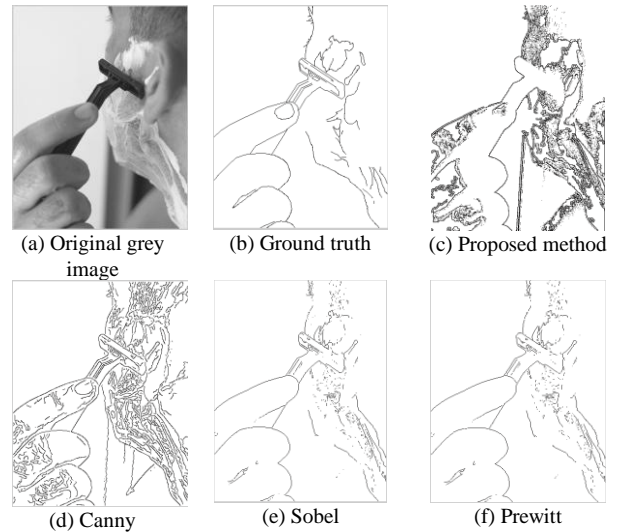 (a) Original grey
image
(b) Ground truth
(c) Proposed method
(d) Canny
(e) Sobel
(f) Prewitt